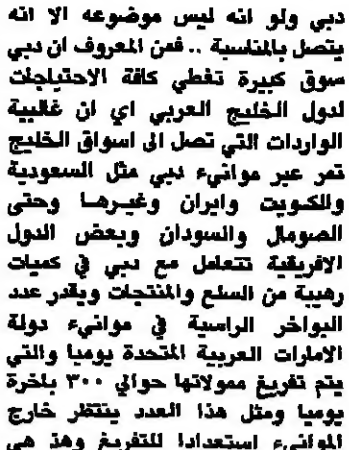 دبي ولو انه ليس موضوعه الا انه
يتصل بالمناسبة .. فمن المعروف ان دبي
سوق كبيرة تغطي كافة الاحتياجات
لدول الخليج العربي اي ان غالبية
الواردات التي تصل الى اسواق الخليج
تمر عبر موانيء دبي مثل السعودية
والكويت وايران وغيرها وحتى
الصومال والسودان وبعض الدول
الافريقية تتعامل مع دبي في كميات
رهيبة من السلع والمنتجات ويقدر عدد
البواخر الراسية في موانيء دولة
الامارات العربية المتحدة يوميا والتي
يتم تفريغ حمولاتها حوالي ٣٠٠ باخرة
يوميا ومثل هذا العدد ينتظر خارج
الموانيء استعدادا للتفريغ وهذ هي